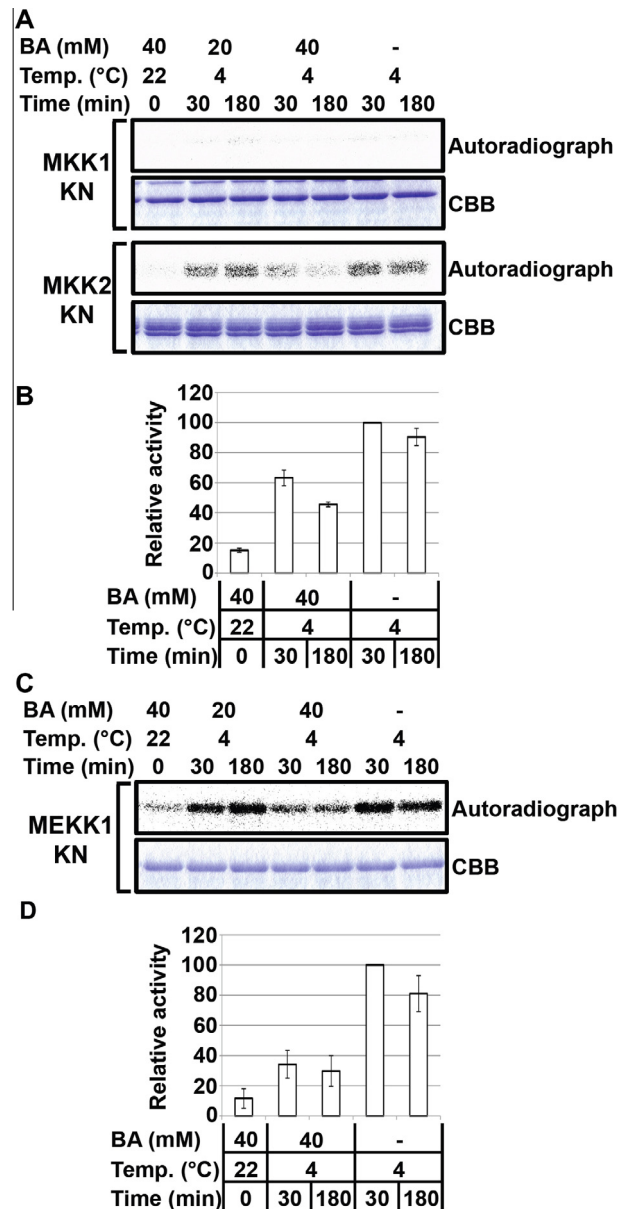 A
BA (mM) 40 20 40 -
Temp. (°C) 22 4 4 4
Time (min) 0 30 180 30 180 30 180
MKK1 KN
Autoradiograph
CBB
MKK2 KN
Autoradiograph
CBB
B
Relative activity
120
100
80
60
40
20
0
BA (mM) 40 40 -
Temp. (°C) 22 4 4
Time (min) 0 30 180 30 180
C
BA (mM) 40 20 40 -
Temp. (°C) 22 4 4 4
Time (min) 0 30 180 30 180 30 180
MEKK1 KN
Autoradiograph
CBB
D
Relative activity
120
100
80
60
40
20
0
BA (mM) 40 40 -
Temp. (°C) 22 4 4
Time (min) 0 30 180 30 180